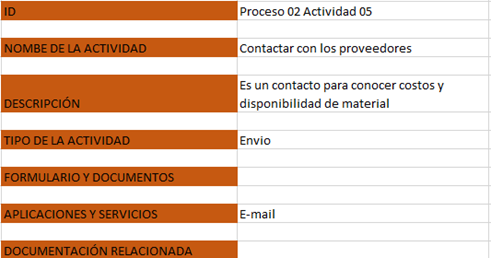 ID Proceso 02 Actividad 05
NOMBE DE LA ACTIVIDAD Contactar con los proveedores
Es un contacto para conocer costos y
DESCRIPCIÓN disponibilidad de material
TIPO DE LA ACTIVIDAD Envio
FORMULARIO Y DOCUMENTOS
APLICACIONES Y SERVICIOS E-mail
DOCUMENTACIÓN RELACIONADA